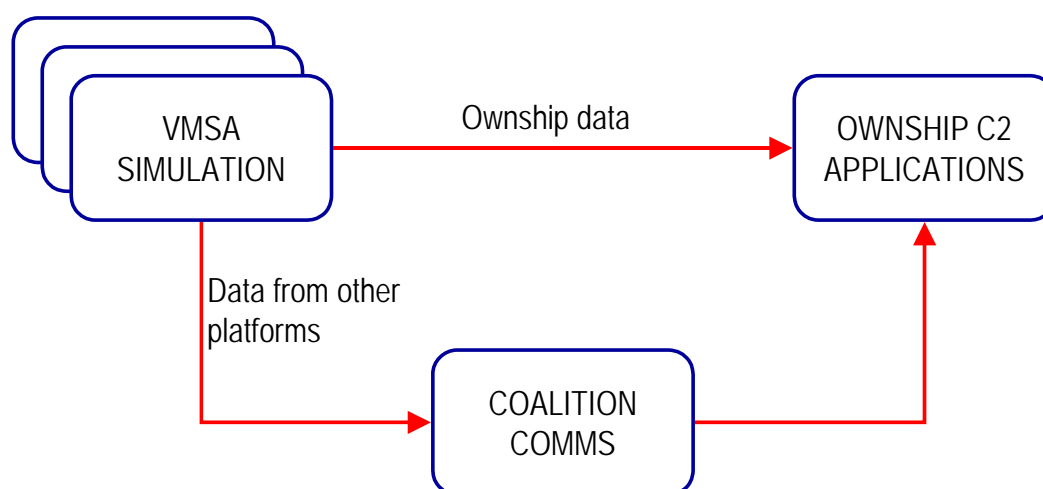 VMSA
SIMULATION
Ownship data
OWNSHIP C2
APPLICATIONS
Data from other
platforms
COALITION
COMMS